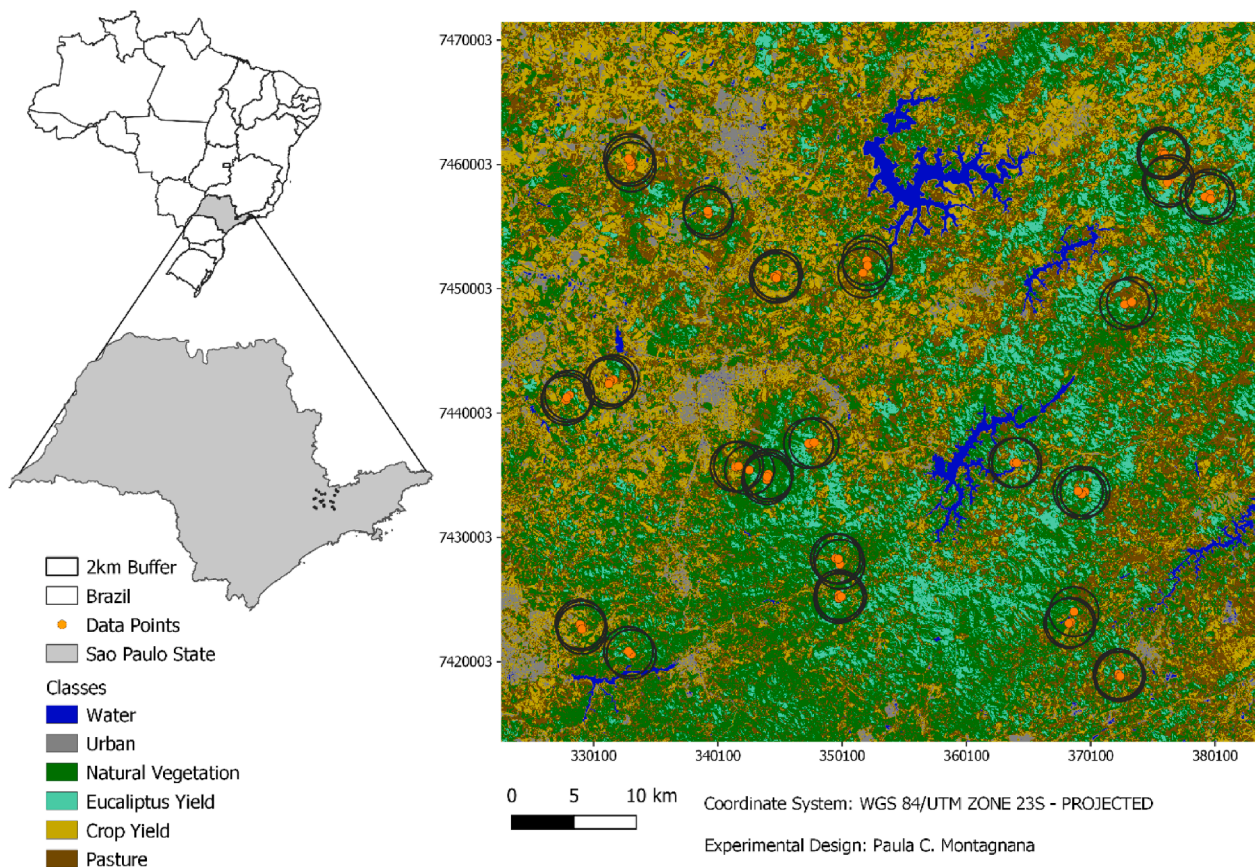 2km Buffer
Brazil
Data Points
Sao Paulo State
Classes
Water
Urban
Natural Vegetation
Eucaliptus Yield
Crop Yield
Pasture
7470003
7460003
7450003
7440003
7430003
7420003
330100
340100
350100
360100
370100
380100
0 5 10 km
Coordinate System: WGS 84/UTM ZONE 23S - PROJECTED
Experimental Design: Paula C. Montagnana